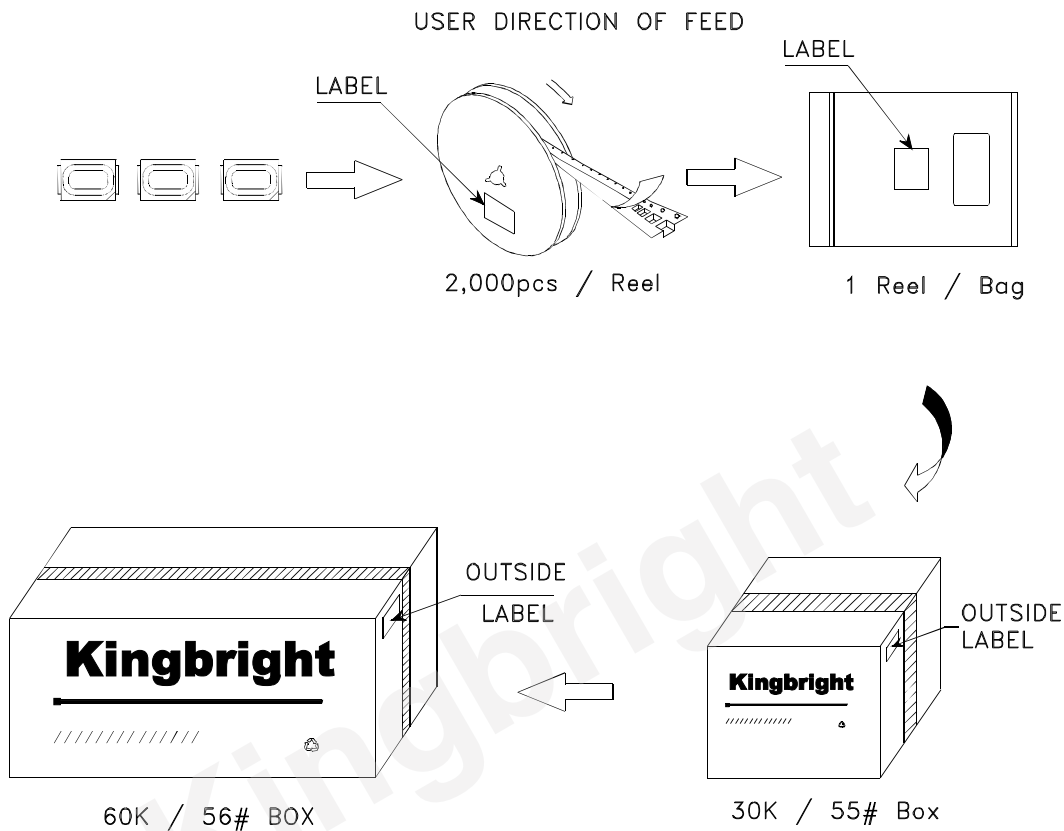 USER DIRECTION OF FEED
LABEL
LABEL
2,000pcs / Reel
1 Reel / Bag
OUTSIDE
LABEL
OUTSIDE
LABEL
Kingbright
Kingbright
60K / 56# BOX
30K / 55# Box
Kingbright